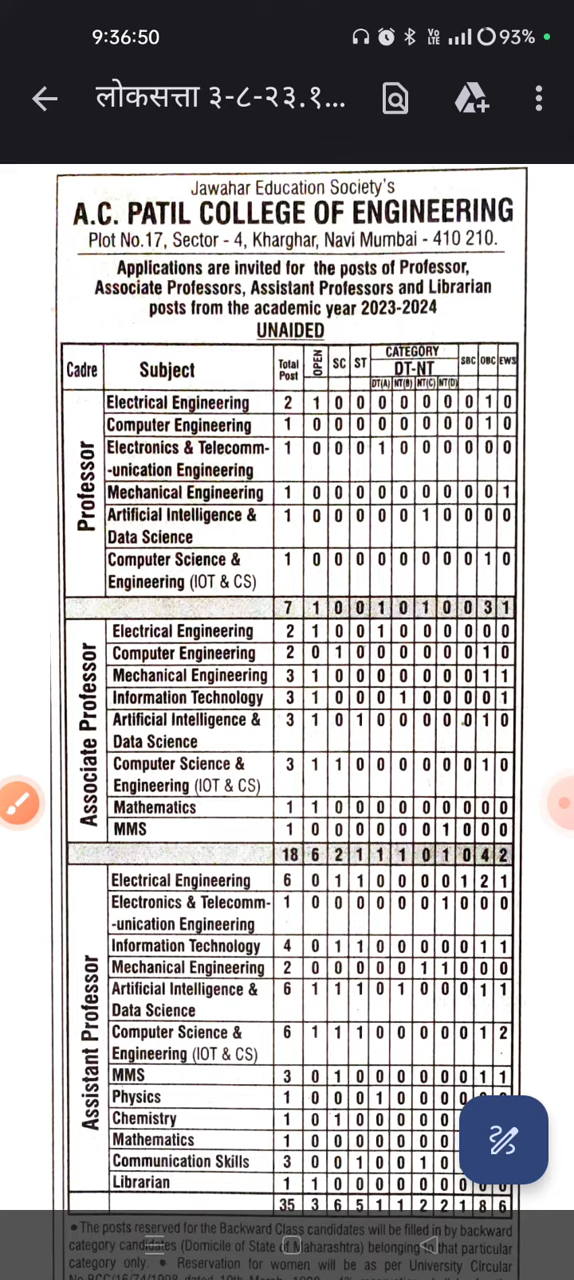 9:36:50
Vo LTE 93%
लोकसत्ता ३-८-२३.१...
Jawahar Education Society's
A.C. PATIL COLLEGE OF ENGINEERING
Plot No.17, Sector - 4, Kharghar, Navi Mumbai - 410 210.
Applications are invited for the posts of Professor,
Associate Professors, Assistant Professors and Librarian
posts from the academic year 2023-2024
UNAIDED
Cadre Subject Total Post OPEN SC ST CATEGORY DT-NT SBC OBC EWS
DT(A) NT(B) NT(C) NT(D)
Professor
Electrical Engineering 2 1 0 0 0 0 0 0 0 1 0
Computer Engineering 1 0 0 0 0 0 0 0 0 1 0
Electronics & Telecomm- 1 0 0 0 1 0 0 0 0 0 0
-unication Engineering
Mechanical Engineering 1 0 0 0 0 0 0 0 0 0 1
Artificial Intelligence & 1 0 0 0 0 0 1 0 0 0 0
Data Science
Computer Science & 1 0 0 0 0 0 0 0 0 1 0
Engineering (IOT & CS)
7 1 0 0 1 0 1 0 0 3 1
Associate Professor
Electrical Engineering 2 1 0 0 1 0 0 0 0 0 0
Computer Engineering 2 0 1 0 0 0 0 0 0 1 0
Mechanical Engineering 3 1 0 0 0 0 0 0 0 1 1
Information Technology 3 1 0 0 0 1 0 0 0 0 1
Artificial Intelligence & 3 1 0 1 0 0 0 0 0 1 0
Data Science
Computer Science & 3 1 1 0 0 0 0 0 0 1 0
Engineering (IOT & CS)
Mathematics 1 1 0 0 0 0 0 0 0 0 0
MMS 1 0 0 0 0 0 0 1 0 0 0
18 6 2 1 1 1 0 1 0 4 2
Assistant Professor
Electrical Engineering 6 0 1 1 0 0 0 0 1 2 1
Electronics & Telecomm- 1 0 0 0 0 0 0 1 0 0 0
-unication Engineering
Information Technology 4 0 1 1 0 0 0 0 0 1 1
Mechanical Engineering 2 0 0 0 0 0 1 1 0 0 0
Artificial Intelligence & 6 1 1 1 0 1 0 0 0 1 1
Data Science
Computer Science & 6 1 1 1 0 0 0 0 0 1 2
Engineering (IOT & CS)
MMS 3 0 1 0 0 0 0 0 0 1 1
Physics 1 0 0 0 1 0 0 0 0
Chemistry 1 0 1 0 0 0 0 0
Mathematics 1 0 0 0 0 0 0 0
Communication Skills 3 0 0 1 0 0 1 0
Librarian 1 1 0 0 0 0 0 0 0 0 0
35 3 6 5 1 1 2 2 1 8 6
• The posts reserved for the Backward Class candidates will be filled in by backward
category candidates (Domicile of State of Maharashtra) belonging to that particular
category only. • Reservation for women will be as per University Circular